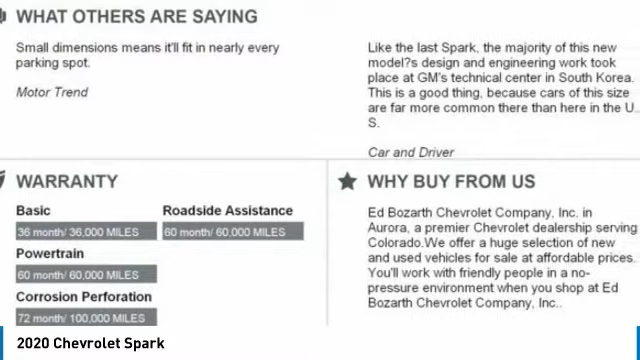 WHAT OTHERS ARE SAYING
Small dimensions means it'll fit in nearly every
parking spot.
Motor Trend
Like the last Spark, the majority of this new
model?s design and engineering work took
place at GM's technical center in South Korea.
This is a good thing, because cars of this size
are far more common there than here in the U.
S.
Car and Driver
WARRANTY
Basic
36 month/ 36,000 MILES
Roadside Assistance
60 month/ 60,000 MILES
Powertrain
60 month/ 60,000 MILES
Corrosion Perforation
72 month/ 100,000 MILES
WHY BUY FROM US
Ed Bozarth Chevrolet Company, Inc. in
Aurora, a premier Chevrolet dealership serving
Colorado.We offer a huge selection of new
and used vehicles for sale at affordable prices.
You'll work with friendly people in a no-
pressure environment when you shop at Ed
Bozarth Chevrolet Company, Inc..
2020 Chevrolet Spark